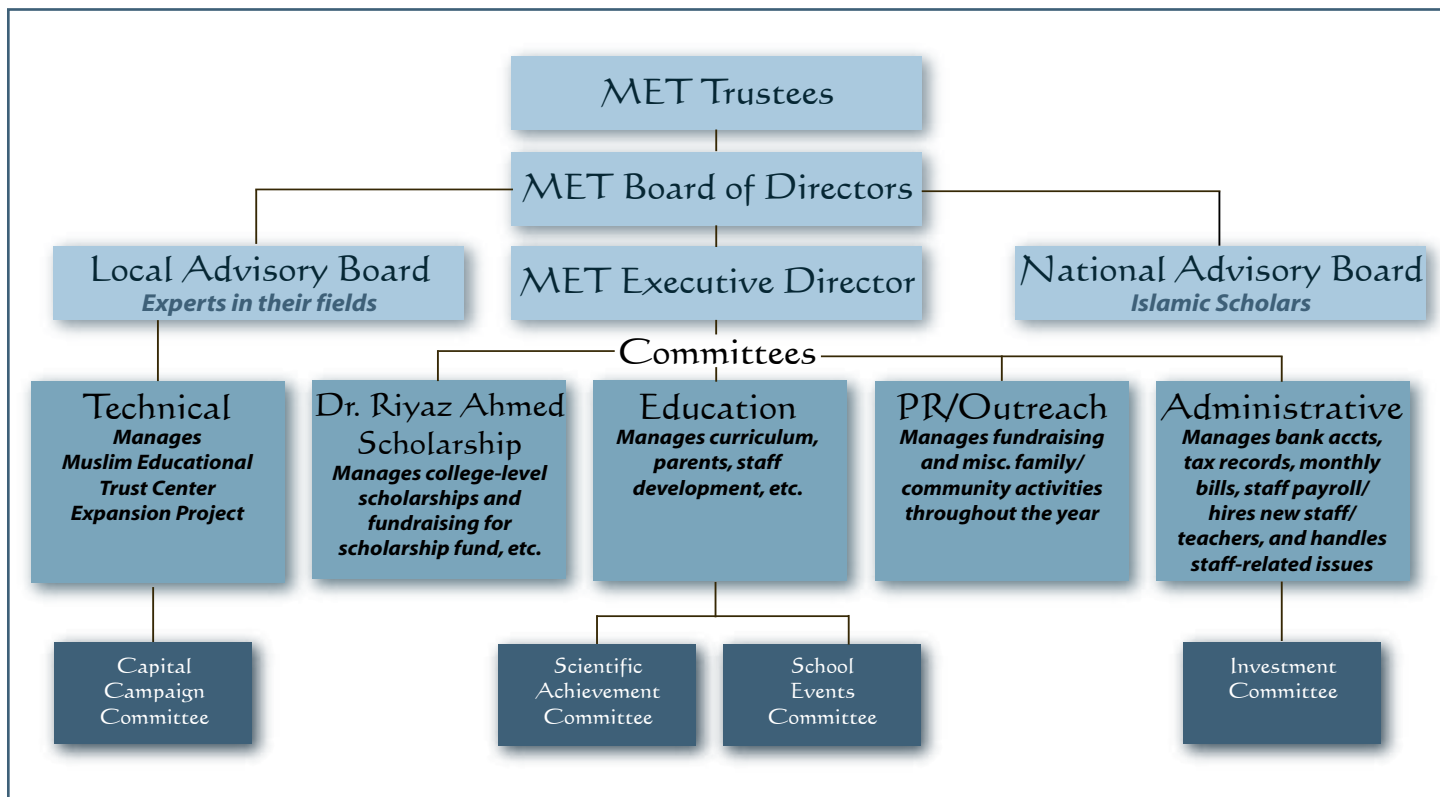 MET Trustees
MET Board of Directors
Local Advisory Board
Experts in their fields
MET Executive Director
National Advisory Board
Islamic Scholars
Committees
Technical
Manages
Muslim Educational
Trust Center
Expansion Project
Dr. Riyaz Ahmed
Scholarship
Manages college-level
scholarships and
fundraising for
scholarship fund, etc.
Education
Manages curriculum,
parents, staff
development, etc.
PR/Outreach
Manages fundraising
and misc. family/
community activities
throughout the year
Administrative
Manages bank accts,
tax records, monthly
bills, staff payroll/
hires new staff/
teachers, and handles
staff-related issues
Capital
Campaign
Committee
Scientific
Achievement
Committee
School
Events
Committee
Investment
Committee